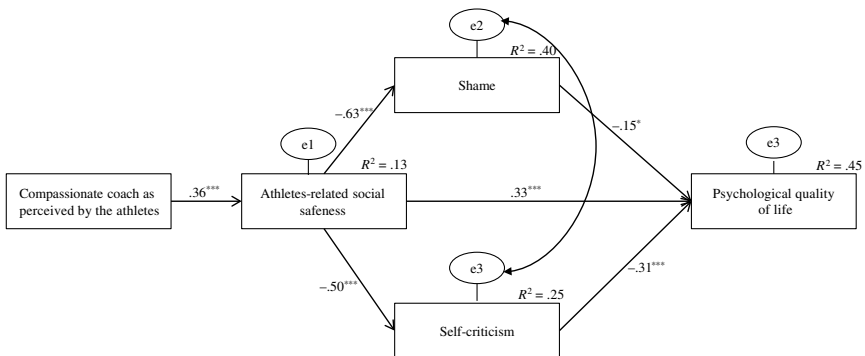 e2
R² = .40
Shame
–.63***
–.15*
e1
e3
R² = .13
R² = .45
Compassionate coach as
perceived by the athletes
.36***
Athletes-related social
safeness
.33***
Psychological quality
of life
e3
–.50***
–.31***
R² = .25
Self-criticism